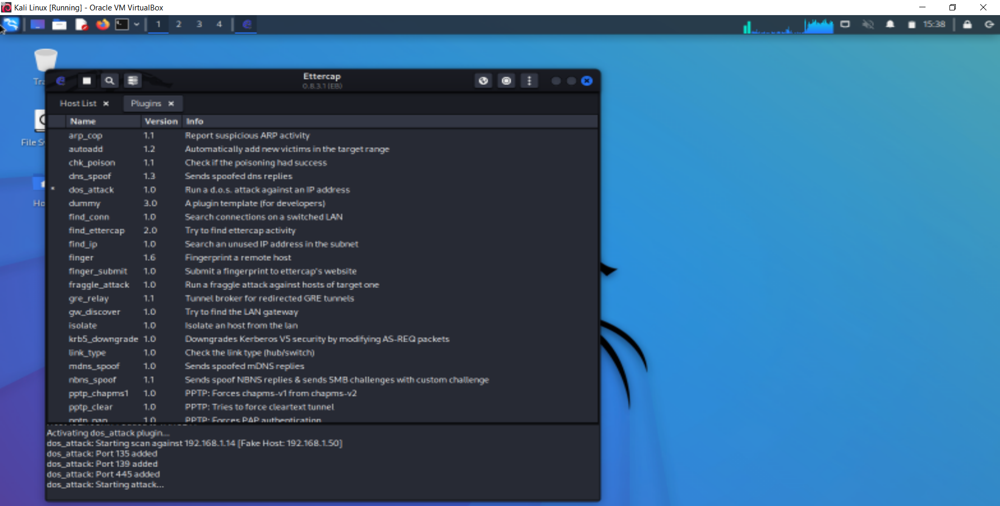 Kali Linux [Running] - Oracle VM VirtualBox
1 2 3 4 15:38
Ettercap
0.8.3.1 (EB)
Host List Plugins
Name Version Info
arp_cop 1.1 Report suspicious ARP activity
autoadd 1.2 Automatically add new victims in the target range
chk_poison 1.1 Check if the poisoning had success
dns_spoof 1.3 Sends spoofed dns replies
* dos_attack 1.0 Run a d.o.s. attack against an IP address
dummy 3.0 A plugin template (for developers)
find_conn 1.0 Search connections on a switched LAN
find_ettercap 2.0 Try to find ettercap activity
find_ip 1.0 Search an unused IP address in the subnet
finger 1.6 Fingerprint a remote host
finger_submit 1.0 Submit a fingerprint to ettercap's website
fraggle_attack 1.0 Run a fraggle attack against hosts of target one
gre_relay 1.1 Tunnel broker for redirected GRE tunnels
gw_discover 1.0 Try to find the LAN gateway
isolate 1.0 Isolate an host from the lan
krb5_downgrade 1.0 Downgrades Kerberos V5 security by modifying AS-REQ packets
link_type 1.0 Check the link type (hub/switch)
mdns_spoof 1.0 Sends spoofed mDNS replies
nbns_spoof 1.1 Sends spoof NBNS replies & sends SMB challenges with custom challenge
pptp_chapms1 1.0 PPTP: Forces chapms-v1 from chapms-v2
pptp_clear 1.0 PPTP: Tries to force cleartext tunnel
pptp_pap 1.0 PPTP: Forces PAP authentication
Activating dos_attack plugin...
dos_attack: Starting scan against 192.168.1.14 [Fake Host: 192.168.1.50]
dos_attack: Port 135 added
dos_attack: Port 139 added
dos_attack: Port 445 added
dos_attack: Starting attack...
Tra
File Sy
Ho